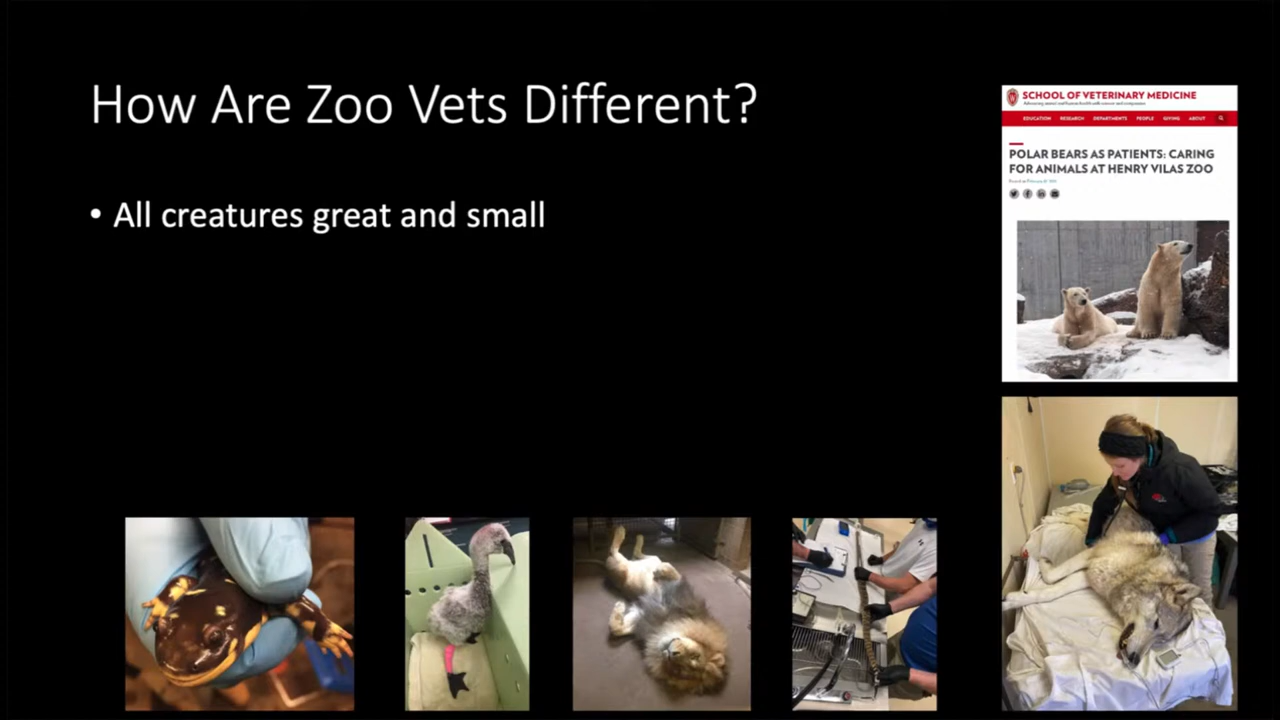 How Are Zoo Vets Different?
• All creatures great and small
SCHOOL OF VETERINARY MEDICINE
Advancing animal and human health with science and compassion
EDUCATION RESEARCH DEPARTMENTS PEOPLE GIVING ABOUT
POLAR BEARS AS PATIENTS: CARING
FOR ANIMALS AT HENRY VILAS ZOO